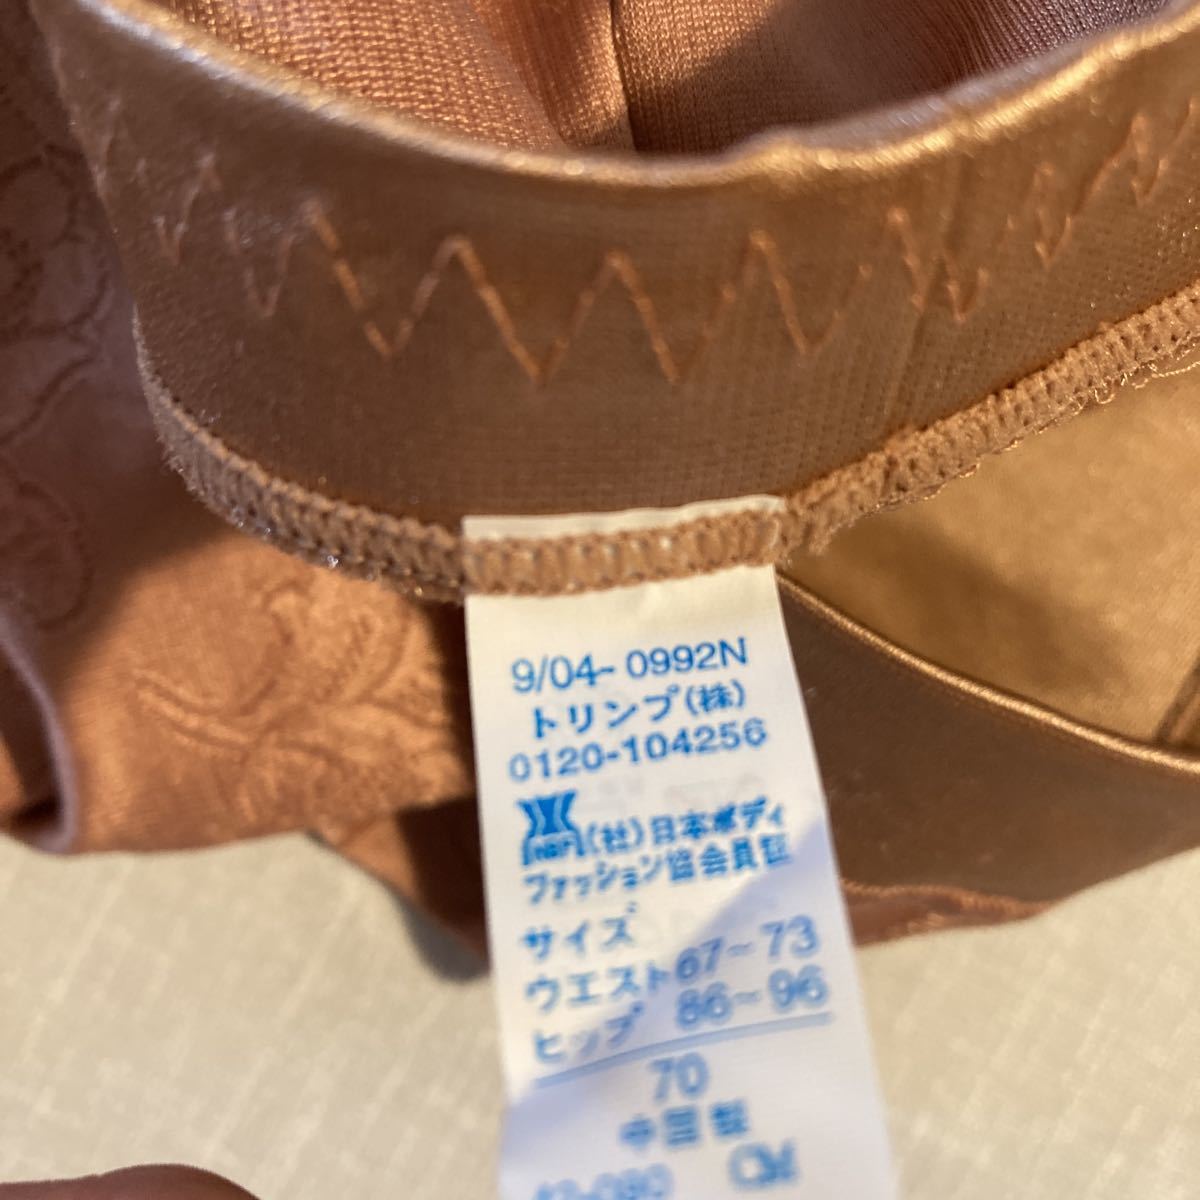 9/04-0992N
トリンプ(株)
0120-104256
NBF (社)日本ボディ
ファッション協会員証
サイズ
ウエスト67~73
ヒップ 86~96
70
中国製